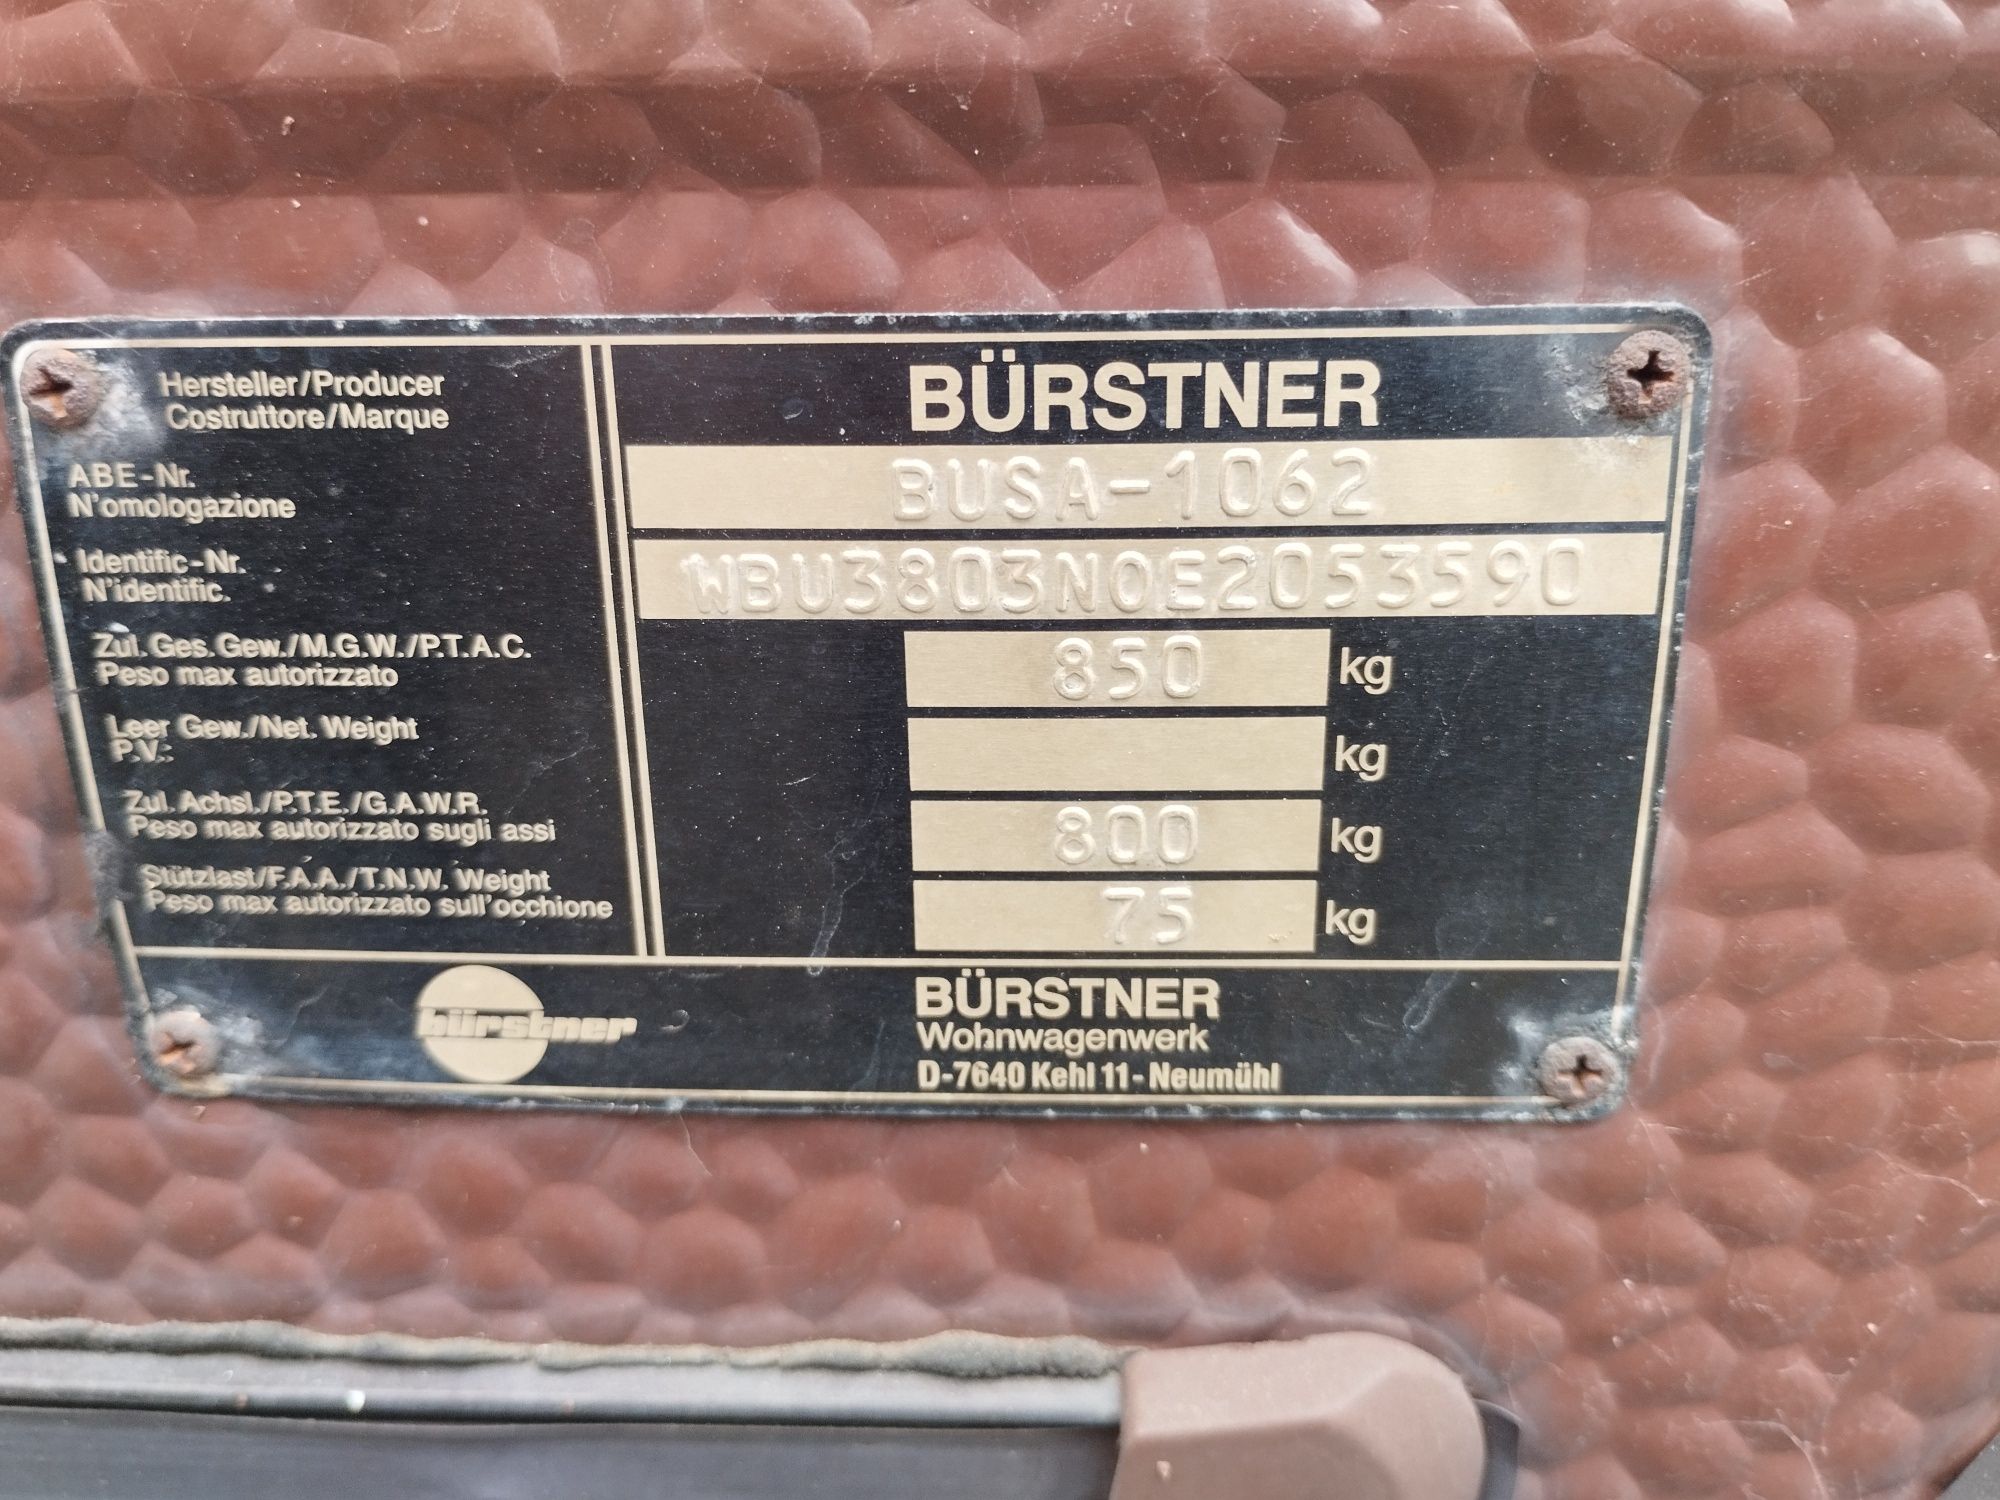 Hersteller/Producer
Costruttore/Marque
BÜRSTNER
ABE-Nr.
N'omologazione
BUSA-1062
Identific-Nr.
N'identific.
WBU3803N0E2053590
Zul. Ges. Gew./M.G.W./P.T.A.C.
Peso max autorizzato
850 kg
Leer Gew./Net. Weight
P.V.:
kg
Zul. Achsl./P.T.E./G.A.W.R.
Peso max autorizzato sugli assi
800 kg
Stützlast/F.A.A./T.N.W. Weight
Peso max autorizzato sull'occhione
75 kg
bürstner
BÜRSTNER
Wohnwagenwerk
D-7640 Kehl 11-Neumühl